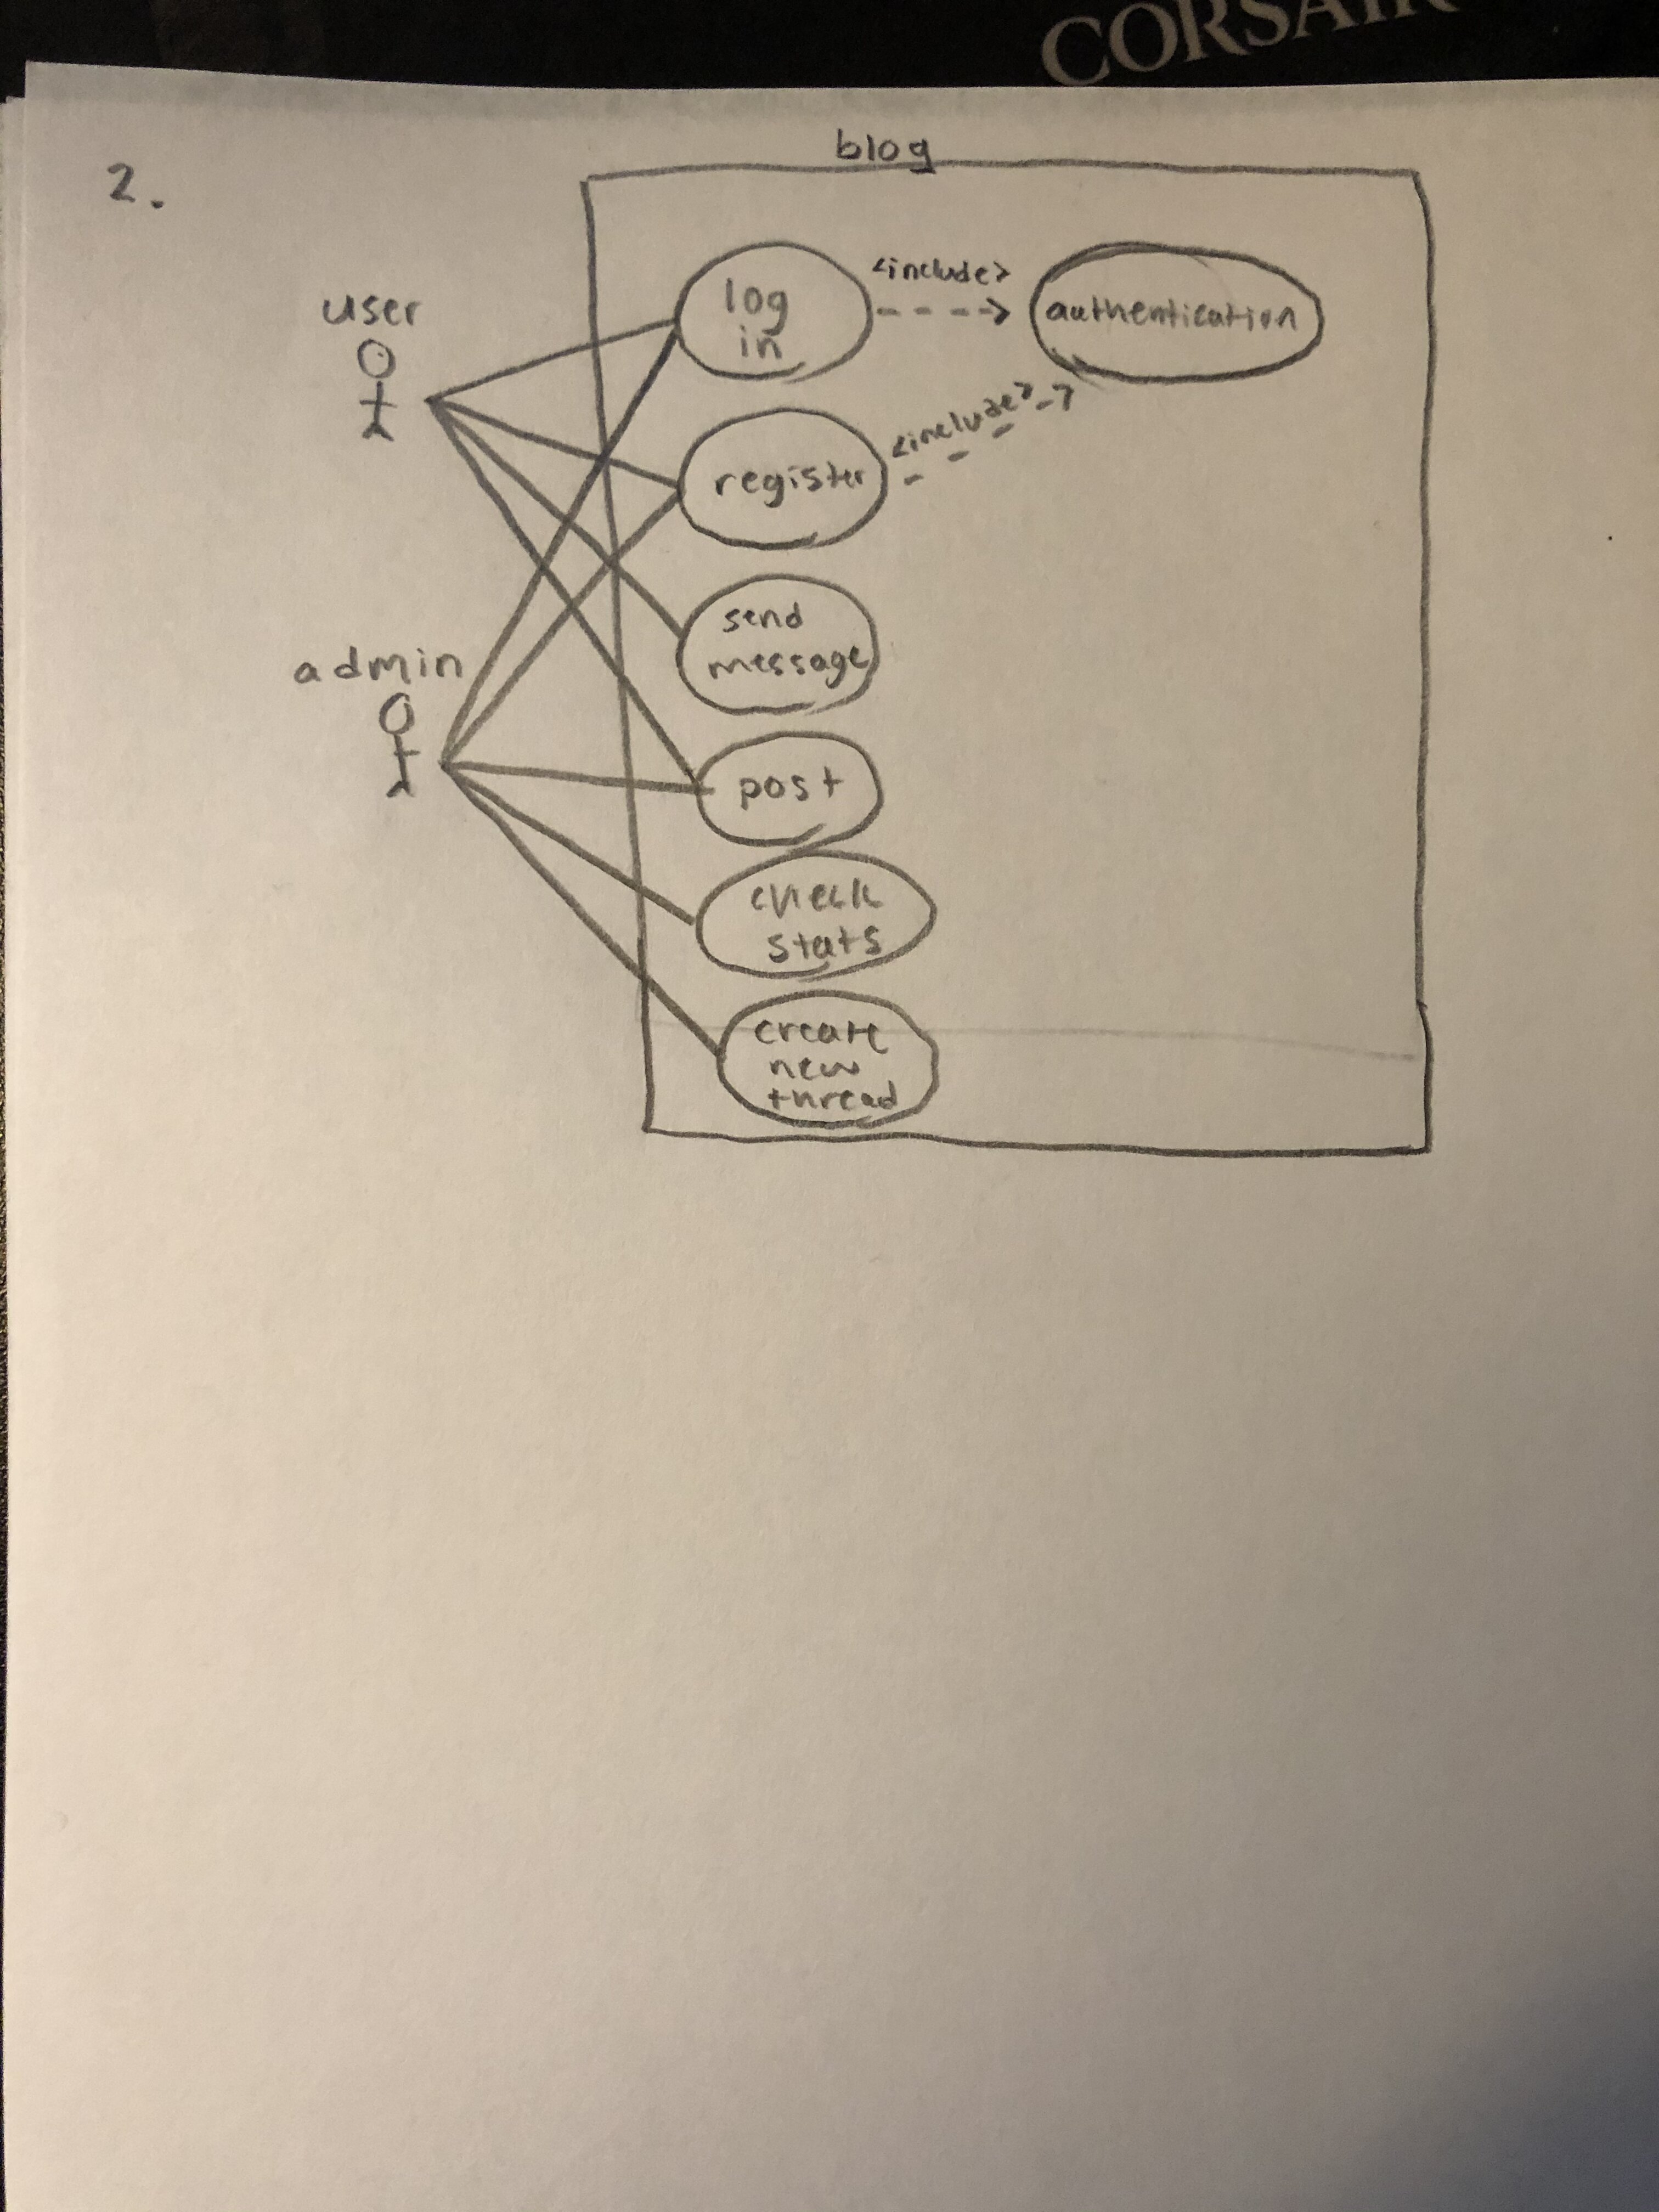 CORSAIR
2.
blog
user
log
in
<include>
authentication
<include>
register
send
message
admin
post
check
stats
create
new
thread